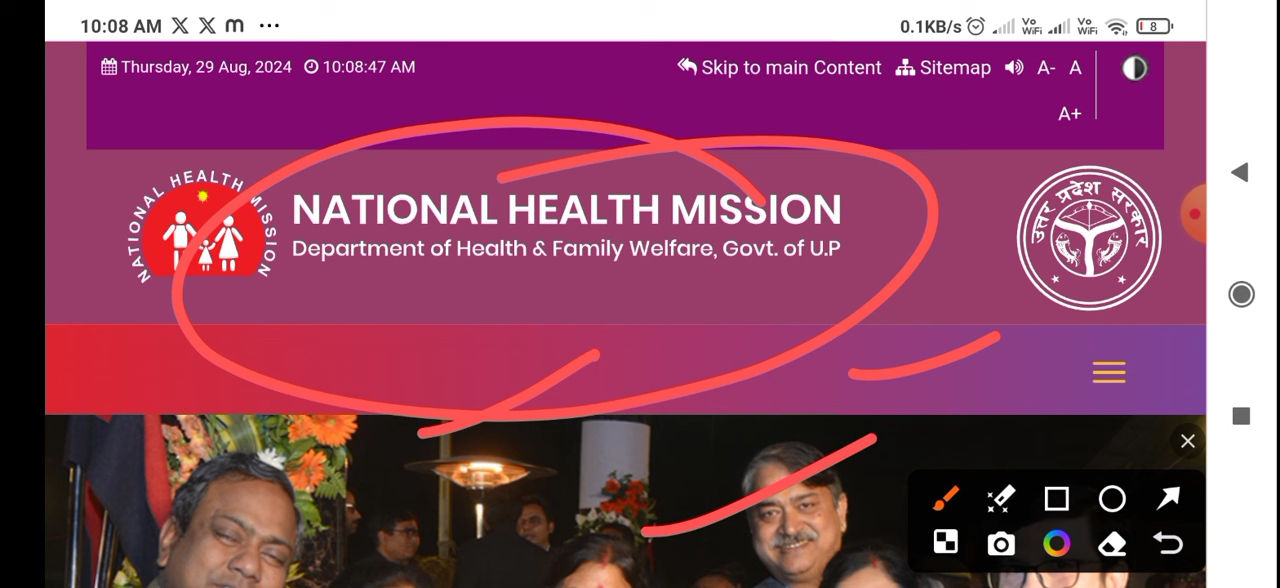 10:08 AM X X m ...
0.1KB/s Vo WiFi Vo WiFi 8
Thursday, 29 Aug, 2024 10:08:47 AM
Skip to main Content Sitemap A- A
A+
NATIONAL HEALTH MISSION
NATIONAL HEALTH MISSION
Department of Health & Family Welfare, Govt. of U.P
उत्तर प्रदेश सरकार